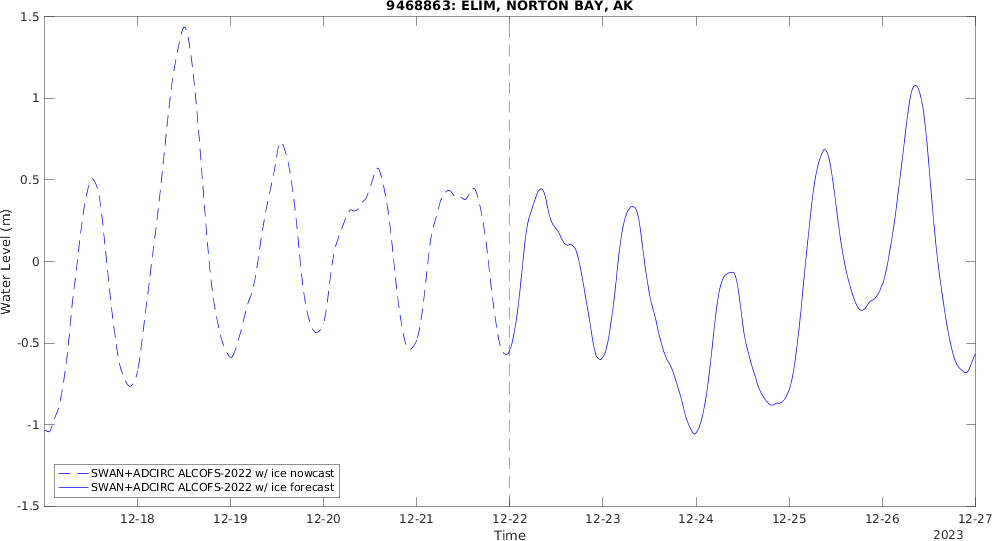 9468863: ELIM, NORTON BAY, AK
1.5
1
0.5
0
-0.5
-1
-1.5
Water Level (m)
SWAN+ADCIRC ALCOFS-2022 w/ ice nowcast
SWAN+ADCIRC ALCOFS-2022 w/ ice forecast
12-18 12-19 12-20 12-21 12-22 12-23 12-24 12-25 12-26 12-27
Time
2023